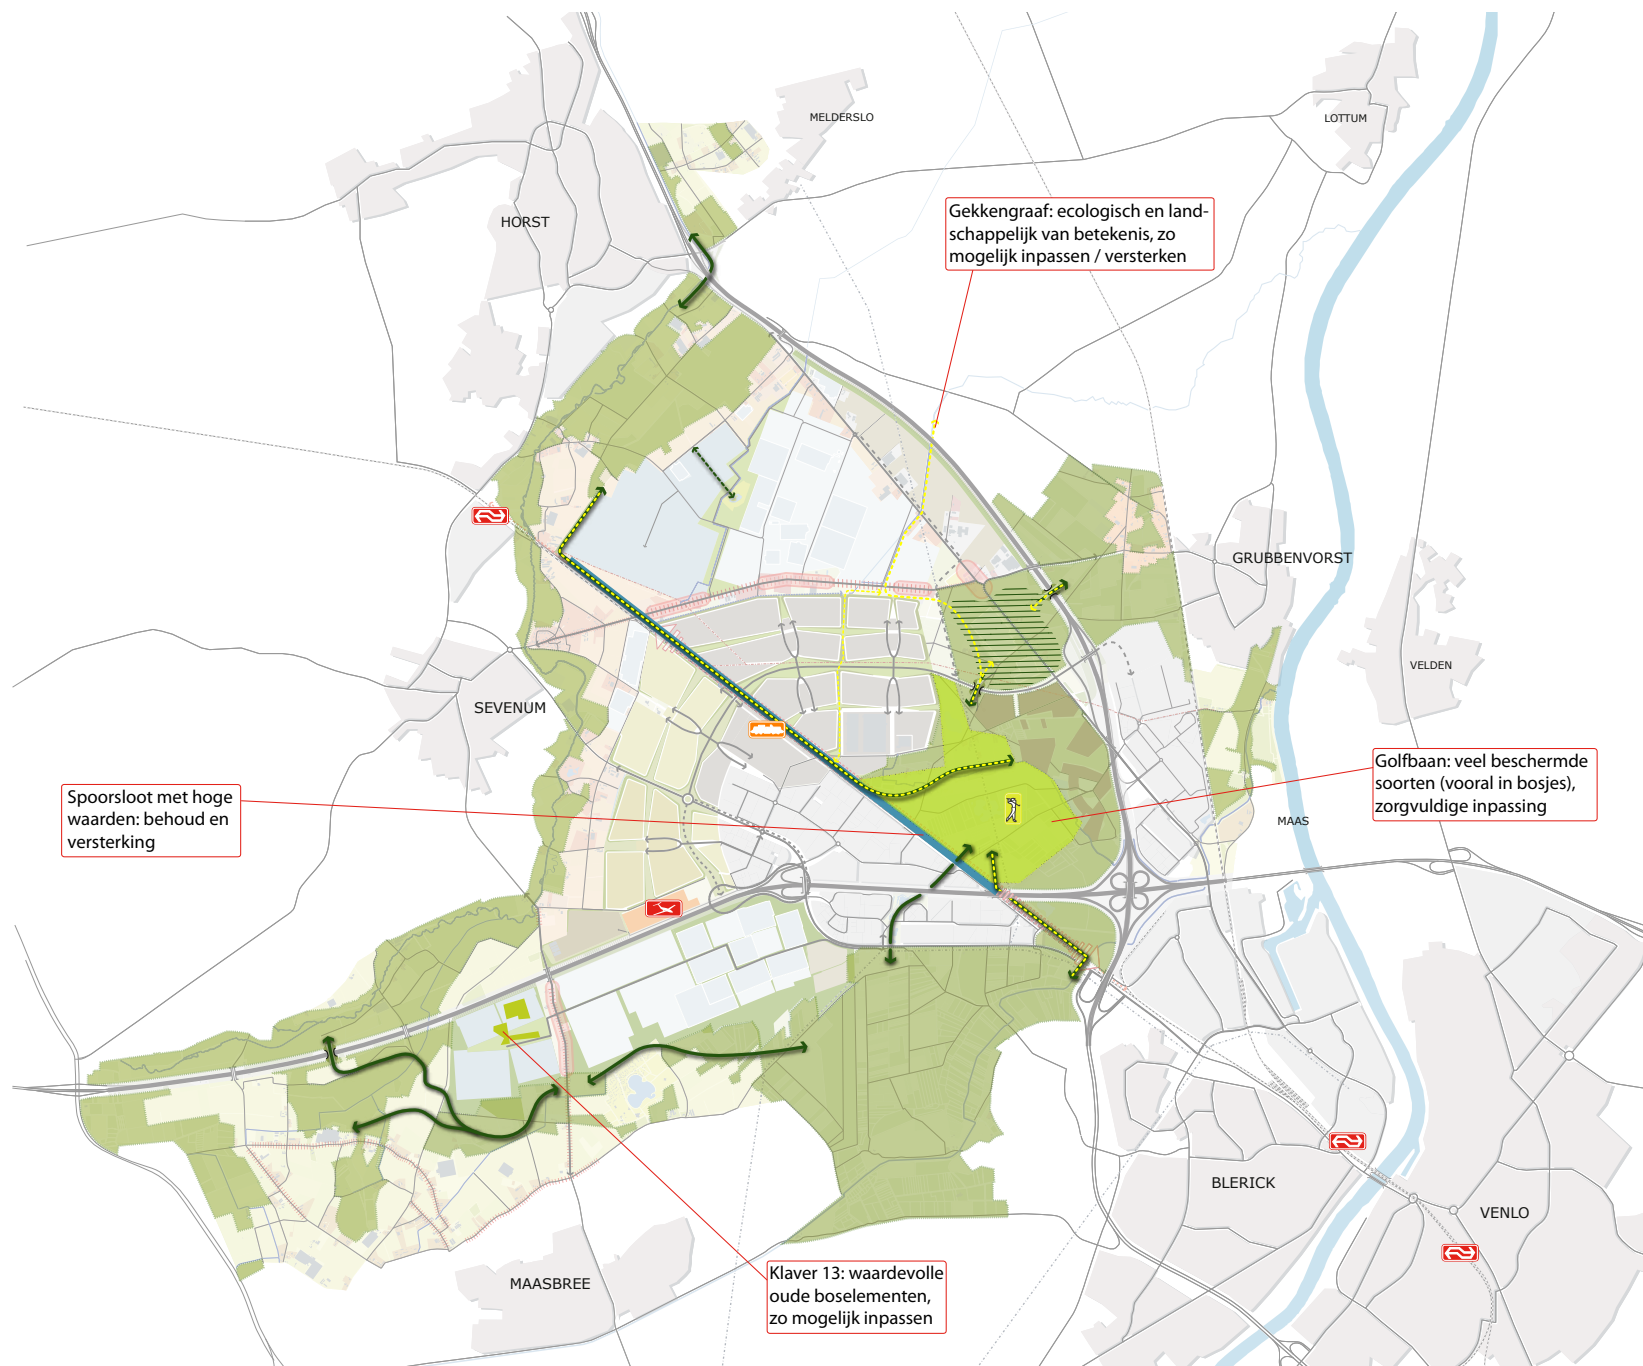 MELDERSLO
LOTTUM
HORST
Gekkengraaf: ecologisch en land-
schappelijk van betekenis, zo
mogelijk inpassen / versterken
GRUBBENVORST
VELDEN
SEVENUM
Golfbaan: veel beschermde
soorten (vooral in bosjes),
zorgvuldige inpassing
Spoorsloot met hoge
waarden: behoud en
versterking
MAAS
BLERICK
VENLO
Klaver 13: waardevolle
oude boselementen,
zo mogelijk inpassen
MAASBREE